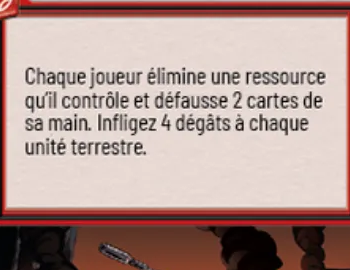 Chaque joueur élimine une ressource
qu'il contrôle et défausse 2 cartes de
sa main. Infligez 4 dégâts à chaque
unité terrestre.